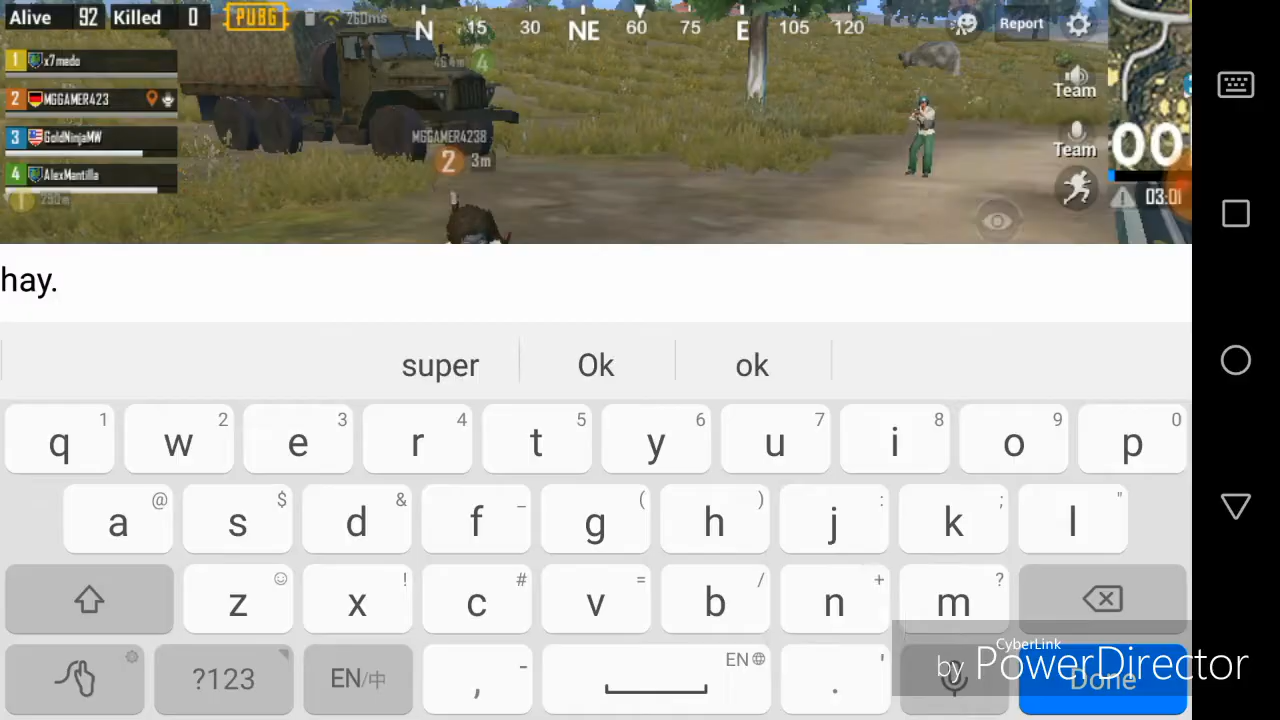 Alive 92 Killed 0 PUBG 260ms
N 15 30 NE 60 75 E 105 120
Report
1 x7medo
2 MGGAMER423
3 GoldNinjaMW
4 AlexMantilla
4
MGGAMER4238
2 3m
Team
Team
00
03:01
hay.
super Ok ok
q 1 w 2 e 3 r 4 t 5 y 6 u 7 i 8 o 9 p 0
a @ s $ d & f _ g ( h ) j : k ; l "
z x ! c # v = b / n + m ?
?123 EN/中 , - EN . ' Done
CyberLink
by PowerDirector